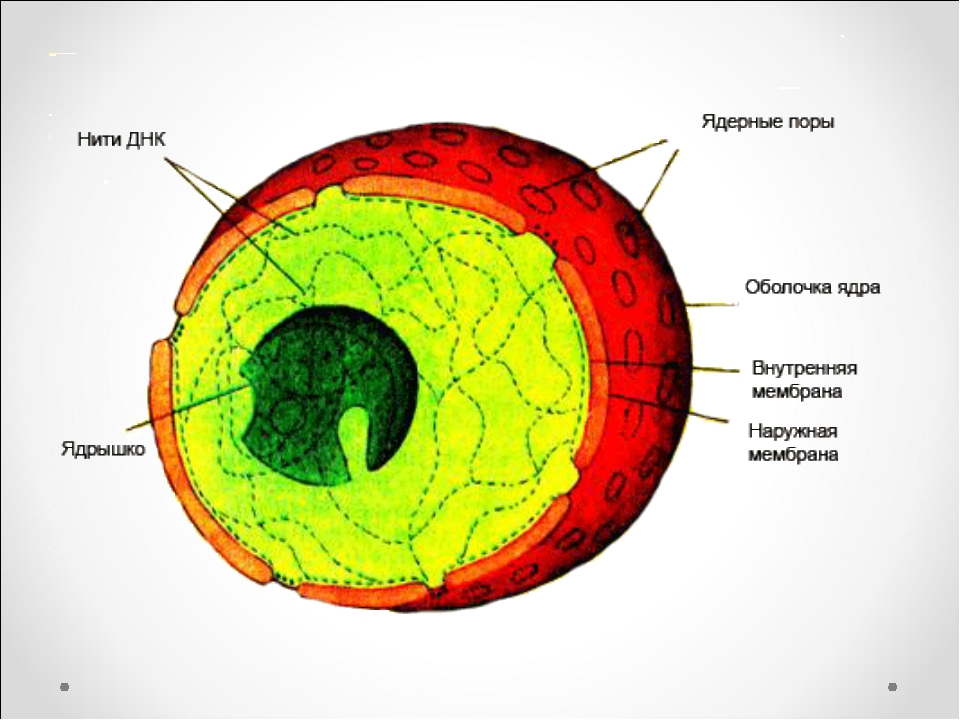 Нити ДНК
Ядерные поры
Оболочка ядра
Внутренняя
мембрана
Наружная
мембрана
Ядрышко